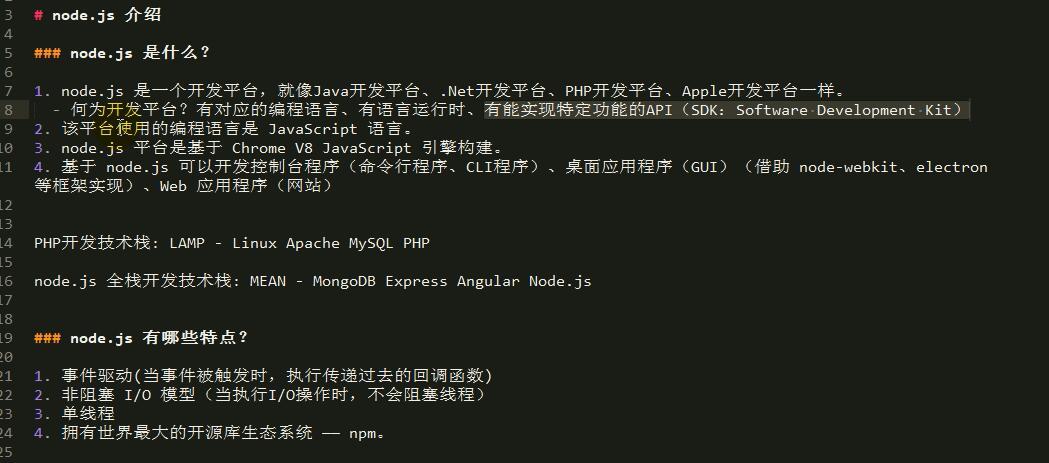 3 # node.js 介绍
4
5 ### node.js 是什么？
6
7 1. node.js 是一个开发平台，就像Java开发平台、.Net开发平台、PHP开发平台、Apple开发平台一样。
8 - 何为开发平台？有对应的编程语言、有语言运行时、有能实现特定功能的API（SDK：Software Development Kit）
9 2. 该平台使用的编程语言是 JavaScript 语言。
10 3. node.js 平台是基于 Chrome V8 JavaScript 引擎构建。
11 4. 基于 node.js 可以开发控制台程序（命令行程序、CLI程序）、桌面应用程序（GUI）（借助 node-webkit、electron
等框架实现）、Web 应用程序（网站）
12
13
14 PHP开发技术栈: LAMP - Linux Apache MySQL PHP
15
16 node.js 全栈开发技术栈: MEAN - MongoDB Express Angular Node.js
17
18
19 ### node.js 有哪些特点？
20
21 1. 事件驱动(当事件被触发时，执行传递过去的回调函数)
22 2. 非阻塞 I/O 模型（当执行I/O操作时，不会阻塞线程）
23 3. 单线程
24 4. 拥有世界最大的开源库生态系统 —— npm。
25